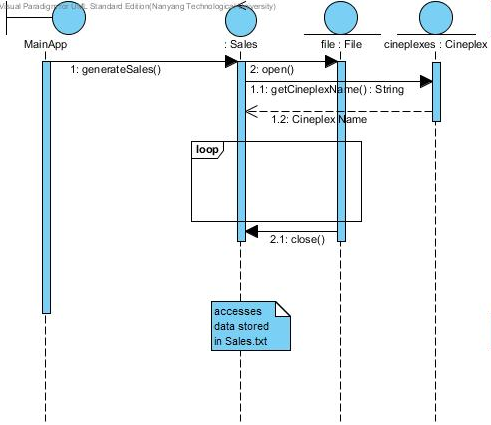 Visual Paradigm for UML Standard Edition(Nanyang Technological University)
MainApp
: Sales
file : File
cineplexes : Cineplex
1: generateSales()
2: open()
1.1: getCineplexName() : String
1.2: Cineplex Name
loop
2.1: close()
accesses
data stored
in Sales.txt